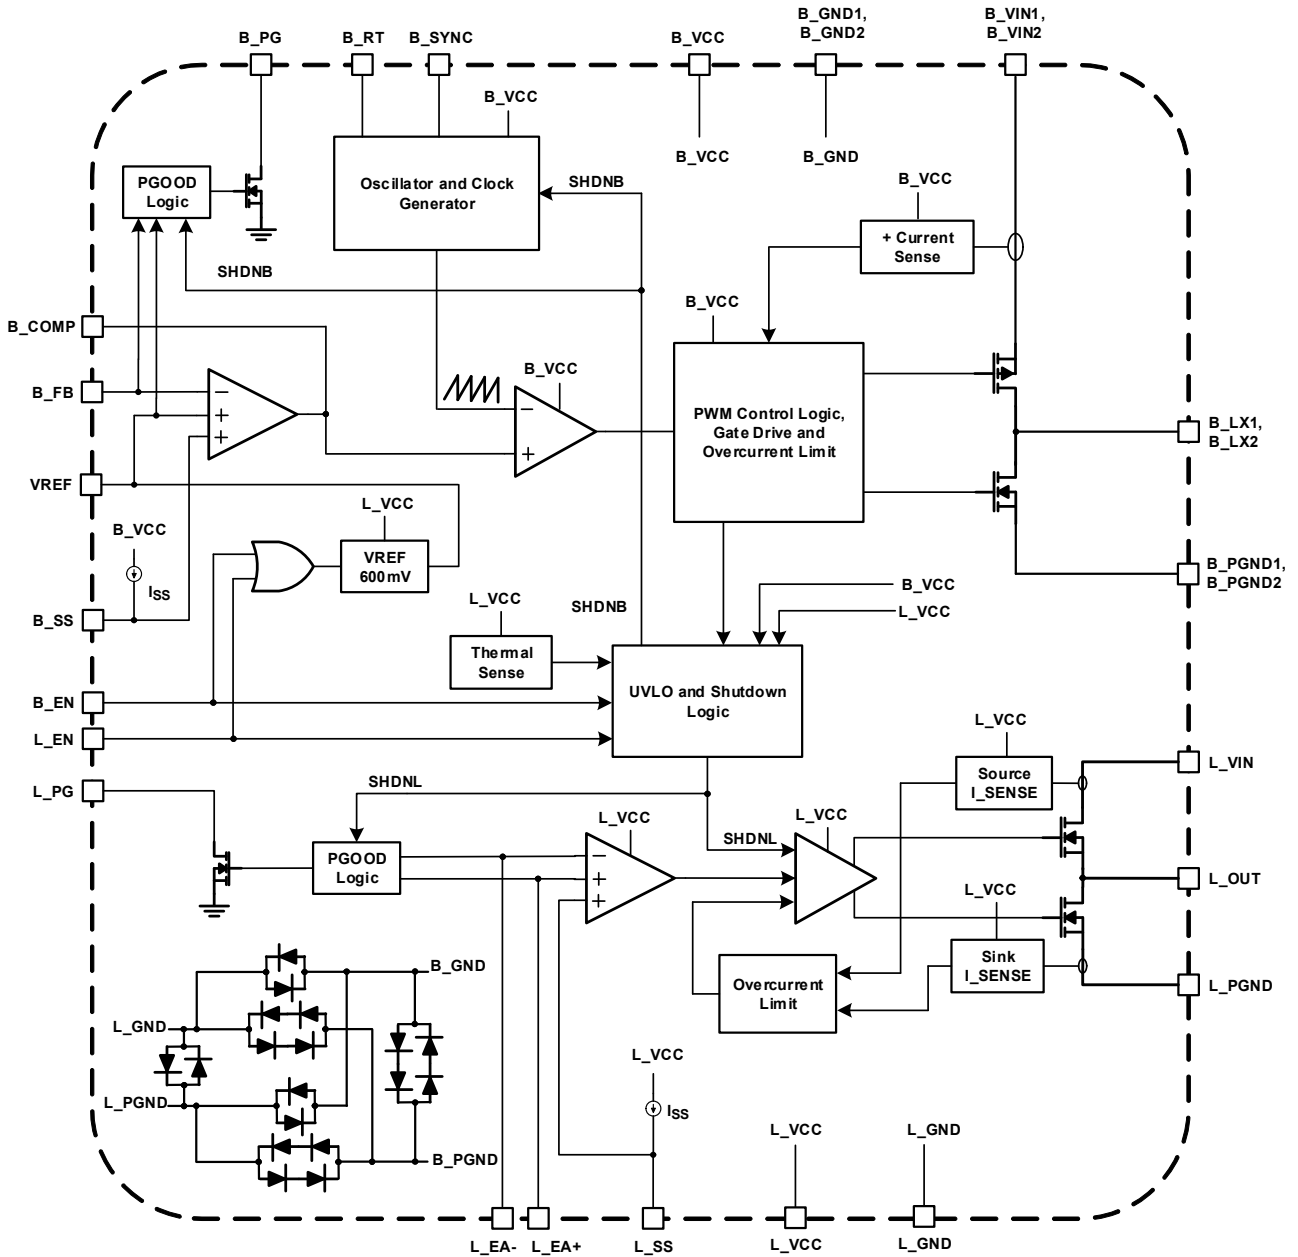 B_GND1,
B_GND2
B_VIN1,
B_VIN2
B_PG
B_RT
B_SYNC
B_VCC
B_VCC
B_VCC
B_GND
PGOOD
Logic
Oscillator and Clock
Generator
SHDNB
B_VCC
+ Current
Sense
SHDNB
B_VCC
B_COMP
B_FB
−
+
+
B_VCC
−
+
PWM Control Logic,
Gate Drive and
Overcurrent Limit
B_LX1,
B_LX2
VREF
L_VCC
B_VCC
VREF
600mV
ISS
B_PGND1,
B_PGND2
B_VCC
L_VCC
SHDNB
L_VCC
B_SS
Thermal
Sense
UVLO and Shutdown
Logic
B_EN
L_EN
L_VCC
L_VIN
Source
I_SENSE
L_PG
SHDNL
L_VCC
L_VCC
SHDNL
PGOOD
Logic
−
+
+
L_OUT
L_VCC
Sink
I_SENSE
L_PGND
Overcurrent
Limit
B_GND
L_GND
L_PGND
B_PGND
L_VCC
ISS
L_VCC
L_GND
L_EA-
L_EA+
L_SS
L_VCC
L_GND